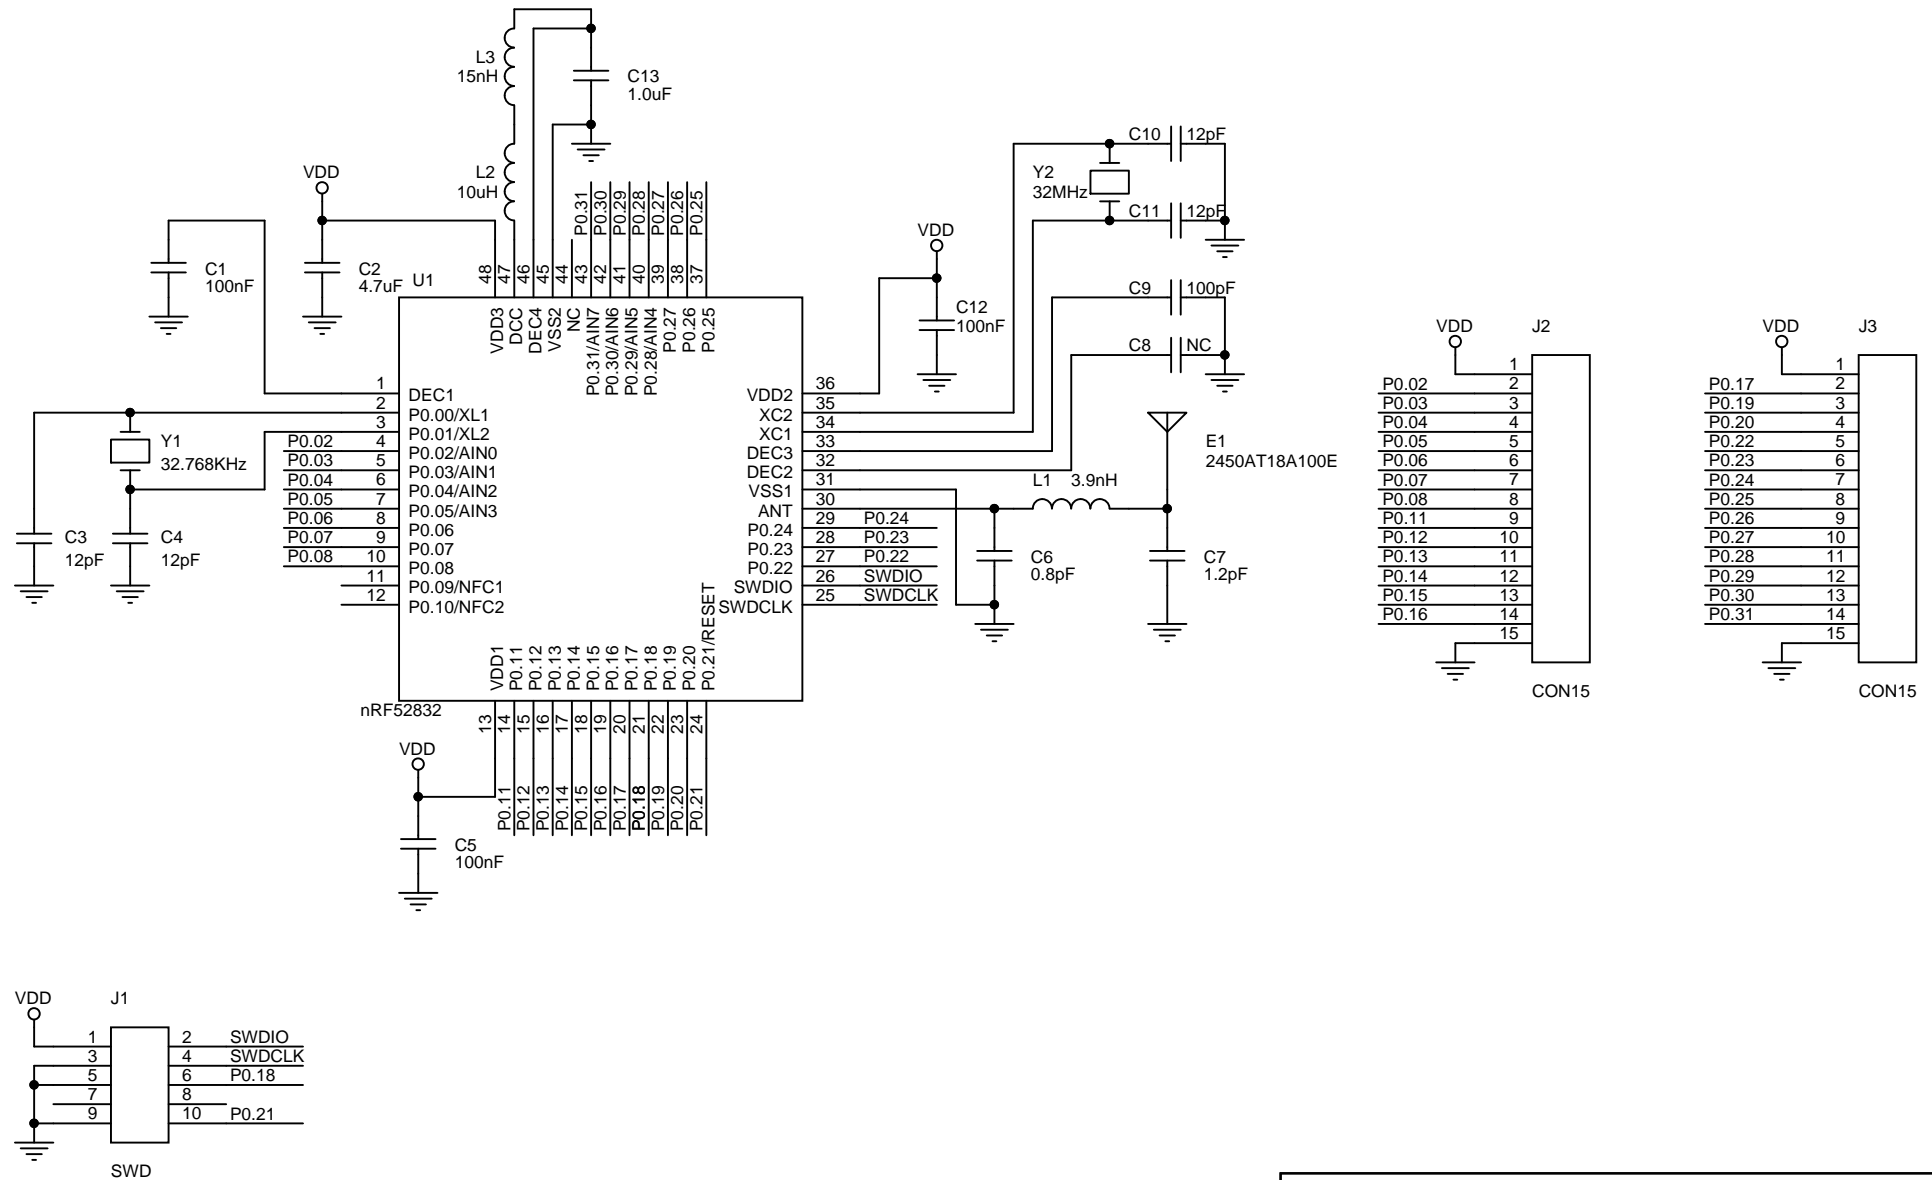 L3
15nH
C13
1.0uF
L2
10uH
VDD
C1
100nF
C2
4.7uF
U1
48
47
46
45
44
43
42
41
40
39
38
37
P0.31
P0.30
P0.29
P0.28
P0.27
P0.26
P0.25
VDD3
DCC
DEC4
VSS2
NC
P0.31/AIN7
P0.30/AIN6
P0.29/AIN5
P0.28/AIN4
P0.27
P0.26
P0.25
1
2
3
4
5
6
7
8
9
10
11
12
P0.02
P0.03
P0.04
P0.05
P0.06
P0.07
P0.08
DEC1
P0.00/XL1
P0.01/XL2
P0.02/AIN0
P0.03/AIN1
P0.04/AIN2
P0.05/AIN3
P0.06
P0.07
P0.08
P0.09/NFC1
P0.10/NFC2
Y1
32.768KHz
C3
12pF
C4
12pF
VDD2
XC2
XC1
DEC3
DEC2
VSS1
ANT
P0.24
P0.23
P0.22
SWDIO
SWDCLK
36
35
34
33
32
31
30
29 P0.24
28 P0.23
27 P0.22
26 SWDIO
25 SWDCLK
VDD1
P0.11
P0.12
P0.13
P0.14
P0.15
P0.16
P0.17
P0.18
P0.19
P0.20
P0.21/RESET
nRF52832
13
14
15
16
17
18
19
20
21
22
23
24
P0.11
P0.12
P0.13
P0.14
P0.15
P0.16
P0.17
P0.18
P0.19
P0.20
P0.21
VDD
C5
100nF
VDD
C12
100nF
Y2
32MHz
C10 12pF
C11 12pF
C9 100pF
C8 NC
E1
2450AT18A100E
L1 3.9nH
C6
0.8pF
C7
1.2pF
VDD
J2
1
P0.02 2
P0.03 3
P0.04 4
P0.05 5
P0.06 6
P0.07 7
P0.08 8
P0.11 9
P0.12 10
P0.13 11
P0.14 12
P0.15 13
P0.16 14
15
CON15
VDD
J3
1
P0.17 2
P0.19 3
P0.20 4
P0.22 5
P0.23 6
P0.24 7
P0.25 8
P0.26 9
P0.27 10
P0.28 11
P0.29 12
P0.30 13
P0.31 14
15
CON15
VDD
J1
1 2 SWDIO
3 4 SWDCLK
5 6 P0.18
7 8
9 10 P0.21
SWD